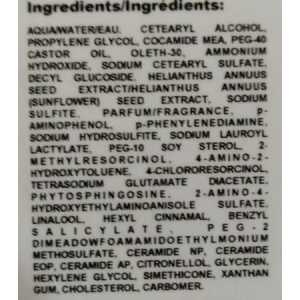 Ingredients/Ingrédients:
AQUA/WATER/EAU, CETEARYL ALCOHOL,
PROPYLENE GLYCOL, COCAMIDE MEA, PEG-40
CASTOR OIL, OLETH-30, AMMONIUM
HYDROXIDE, SODIUM CETEARYL SULFATE,
DECYL GLUCOSIDE, HELIANTHUS ANNUUS
SEED EXTRACT/HELIANTHUS ANNUUS
(SUNFLOWER) SEED EXTRACT, SODIUM
SULFITE, PARFUM/FRAGRANCE, p-
AMINOPHENOL, p-PHENYLENEDIAMINE,
SODIUM HYDROSULFITE, SODIUM LAUROYL
LACTYLATE, PEG-10 SOY STEROL, 2-
METHYLRESORCINOL, 4-AMINO-2-
HYDROXYTOLUENE, 4-CHLORORESORCINOL,
TETRASODIUM GLUTAMATE DIACETATE,
PHYTOSPHINGOSINE, 2-AMINO-4-
HYDROXYETHYLAMINOANISOLE SULFATE,
LINALOOL, HEXYL CINNAMAL, BENZYL
SALICYLATE, PEG-2
DIMEADOWFOAMAMIDOETHYLMONIUM
METHOSULFATE, CERAMIDE NP, CERAMIDE
EOP, CERAMIDE AP, CITRONELLOL, GLYCERIN,
HEXYLENE GLYCOL, SIMETHICONE, XANTHAN
GUM, CHOLESTEROL, CARBOMER.